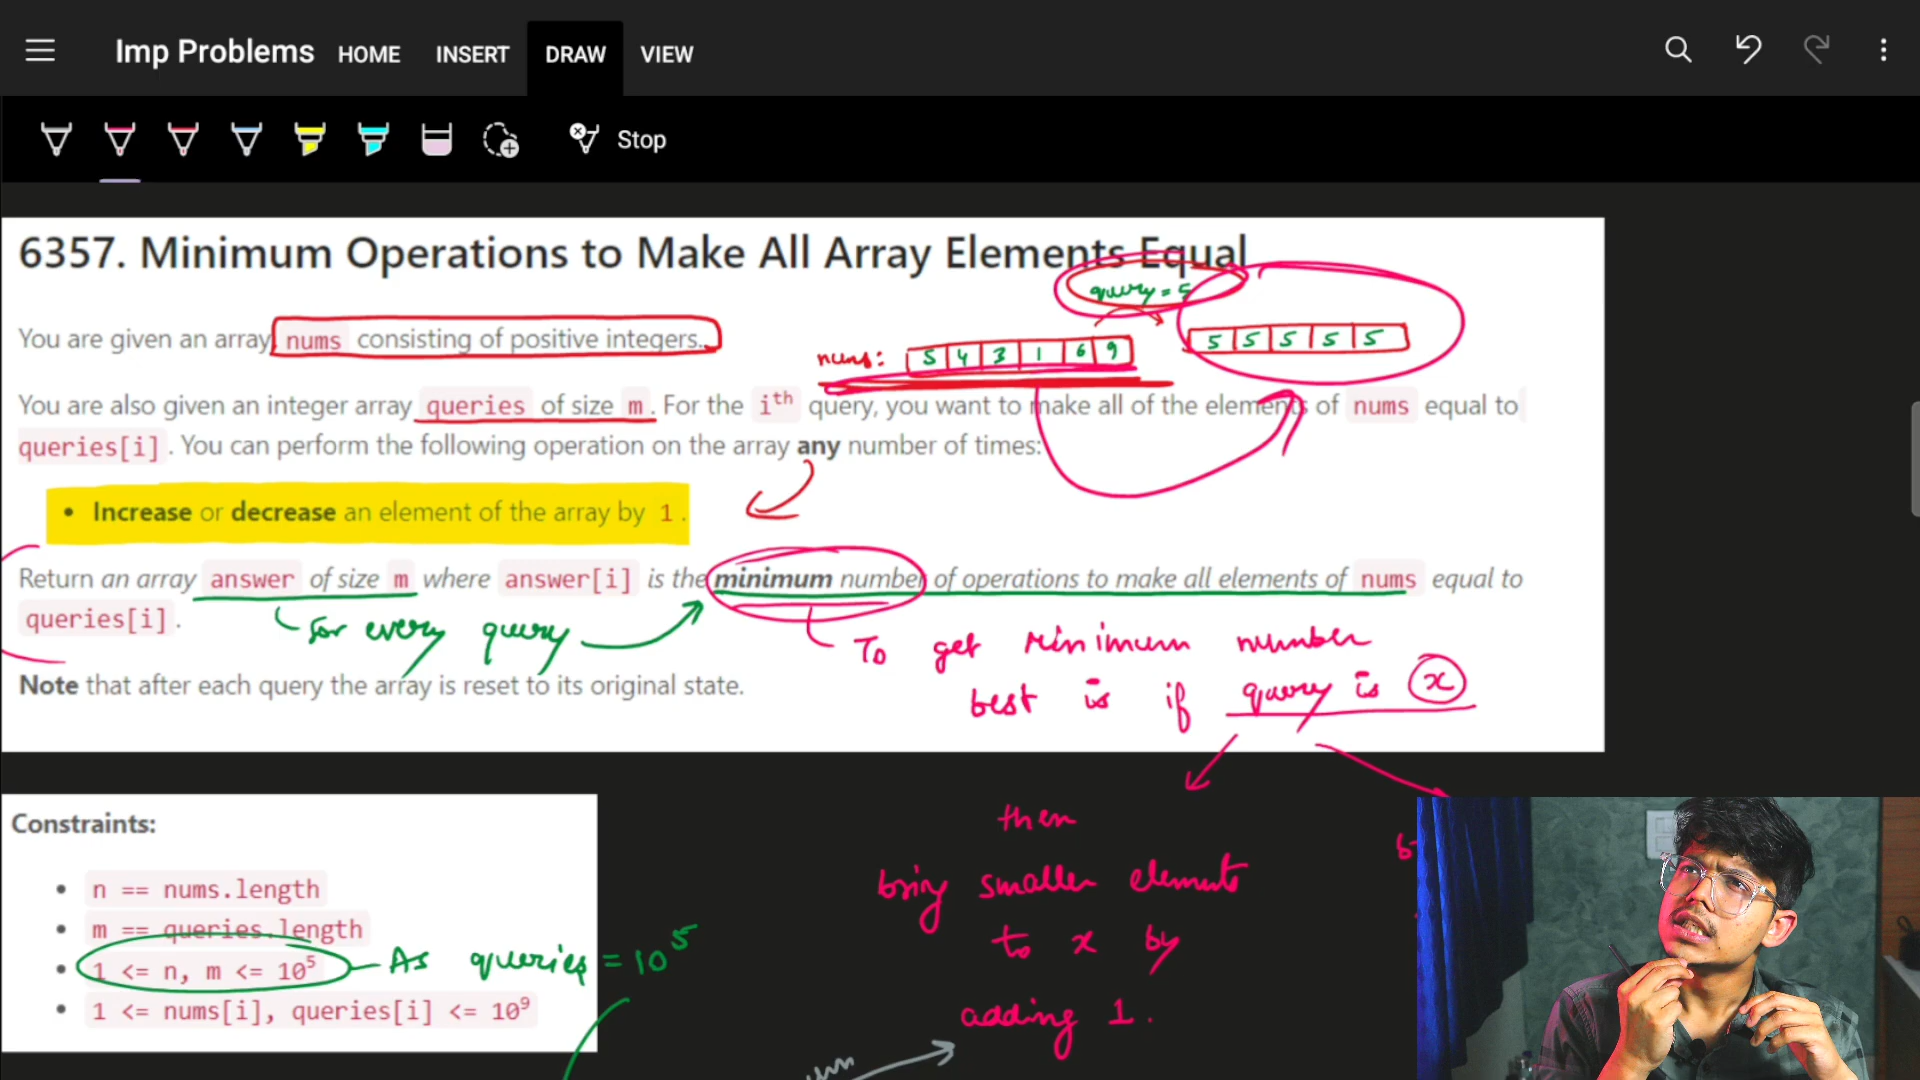 Imp Problems HOME INSERT DRAW VIEW
Stop
6357. Minimum Operations to Make All Array Elements Equal
query = 5
You are given an array nums consisting of positive integers.
nums: 5 4 3 1 6 9
5 5 5 5 5
You are also given an integer array queries of size m. For the ith query, you want to make all of the elements of nums equal to
queries[i]. You can perform the following operation on the array any number of times:
• Increase or decrease an element of the array by 1.
Return an array answer of size m where answer[i] is the minimum number of operations to make all elements of nums equal to
queries[i].
for every query
To get minimum number
best is if query is x
Note that after each query the array is reset to its original state.
then
bring smaller elements
to x by
adding 1.
Constraints:
• n == nums.length
• m == queries.length
• 1 <= n, m <= 10^5
As queries = 10^5
• 1 <= nums[i], queries[i] <= 10^9